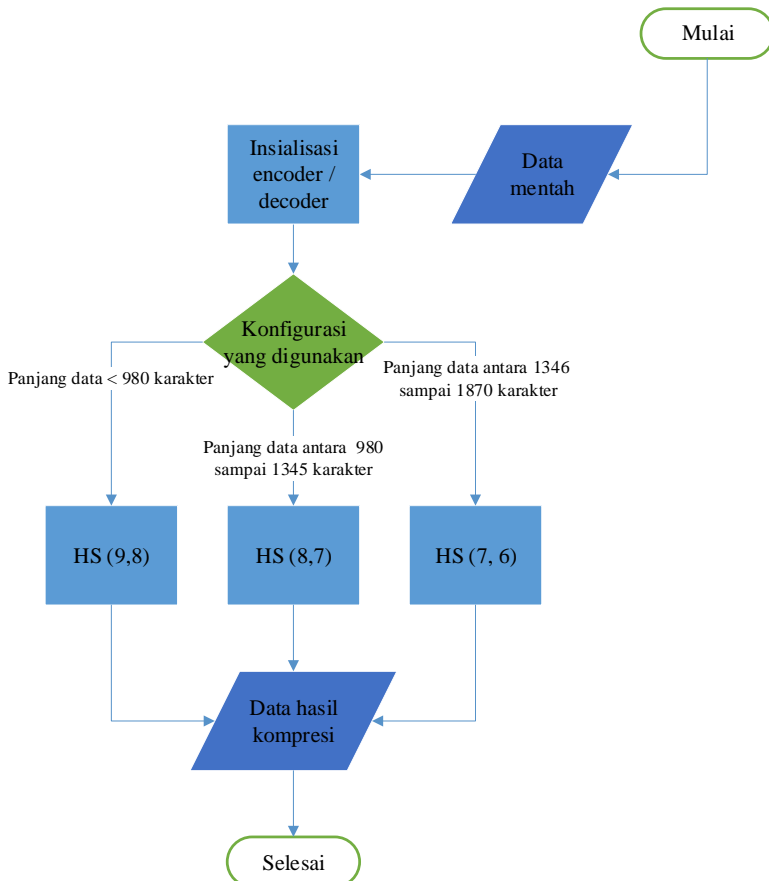 Mulai
Data
mentah
Insialisasi
encoder /
decoder
Konfigurasi
yang digunakan
Panjang data < 980 karakter
Panjang data antara  980
sampai 1345 karakter
Panjang data antara 1346
sampai 1870 karakter
HS (9,8)
HS (8,7)
HS (7, 6)
Data hasil
kompresi
Selesai